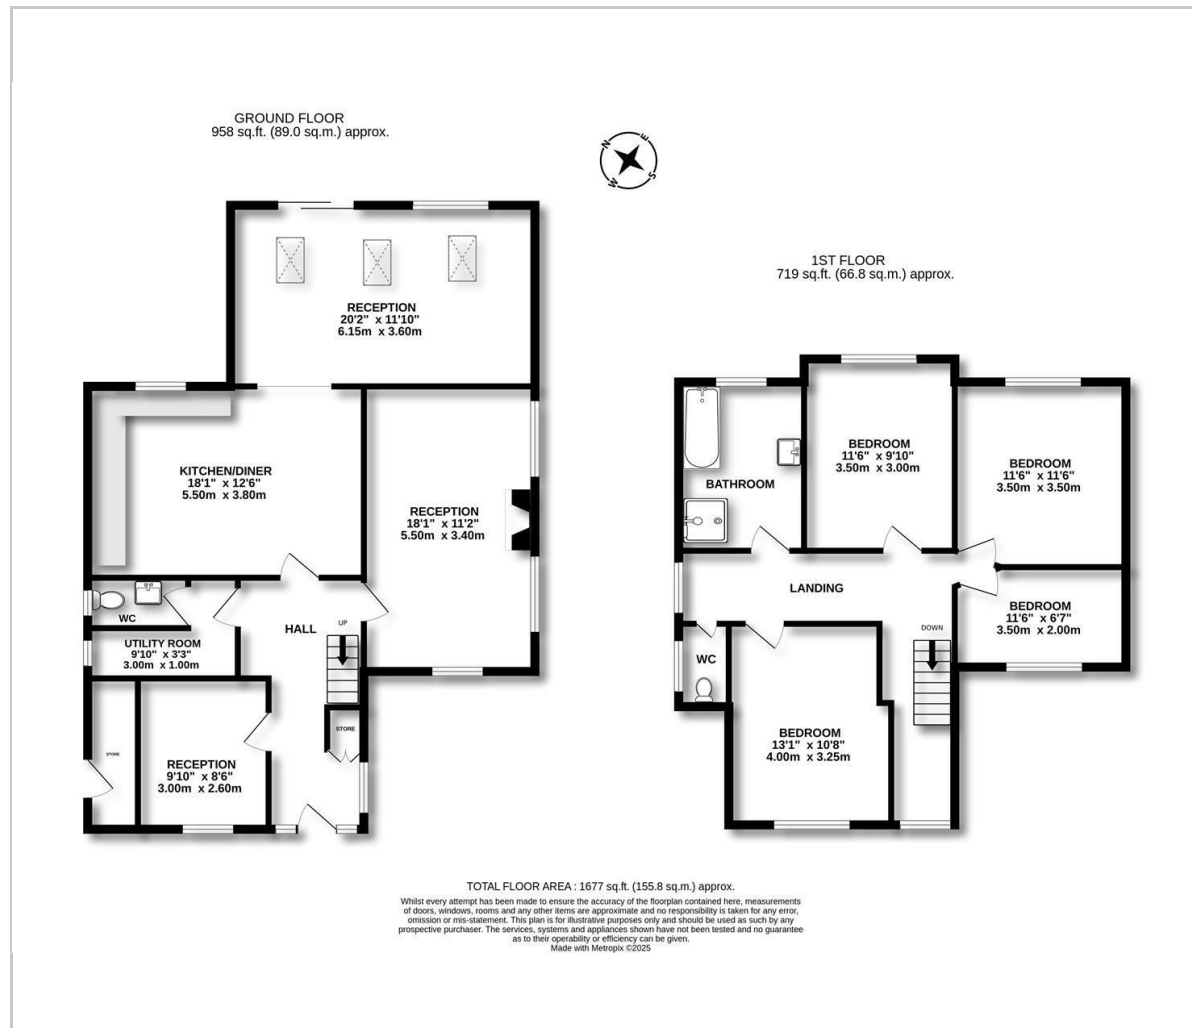 GROUND FLOOR
958 sq.ft. (89.0 sq.m.) approx.
N
E
S
W
RECEPTION
20'2" x 11'10"
6.15m x 3.60m
KITCHEN/DINER
18'1" x 12'6"
5.50m x 3.80m
RECEPTION
18'1" x 11'2"
5.50m x 3.40m
WC
HALL
UP
UTILITY ROOM
9'10" x 3'3"
3.00m x 1.00m
STORE
STORE
RECEPTION
9'10" x 8'6"
3.00m x 2.60m
1ST FLOOR
719 sq.ft. (66.8 sq.m.) approx.
BATHROOM
BEDROOM
11'6" x 9'10"
3.50m x 3.00m
BEDROOM
11'6" x 11'6"
3.50m x 3.50m
LANDING
BEDROOM
11'6" x 6'7"
3.50m x 2.00m
DOWN
WC
BEDROOM
13'1" x 10'8"
4.00m x 3.25m
TOTAL FLOOR AREA : 1677 sq.ft. (155.8 sq.m.) approx.
Whilst every attempt has been made to ensure the accuracy of the floorplan contained here, measurements
of doors, windows, rooms and any other items are approximate and no responsibility is taken for any error,
omission or mis-statement. This plan is for illustrative purposes only and should be used as such by any
prospective purchaser. The services, systems and appliances shown have not been tested and no guarantee
as to their operability or efficiency can be given.
Made with Metropix ©2025